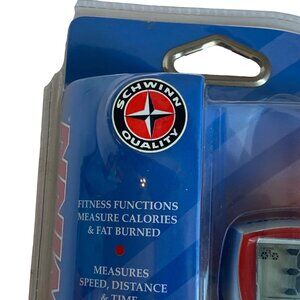 SCHWINN
QUALITY
FITNESS FUNCTIONS
MEASURE CALORIES
& FAT BURNED
MEASURES
SPEED, DISTANCE
& TIME